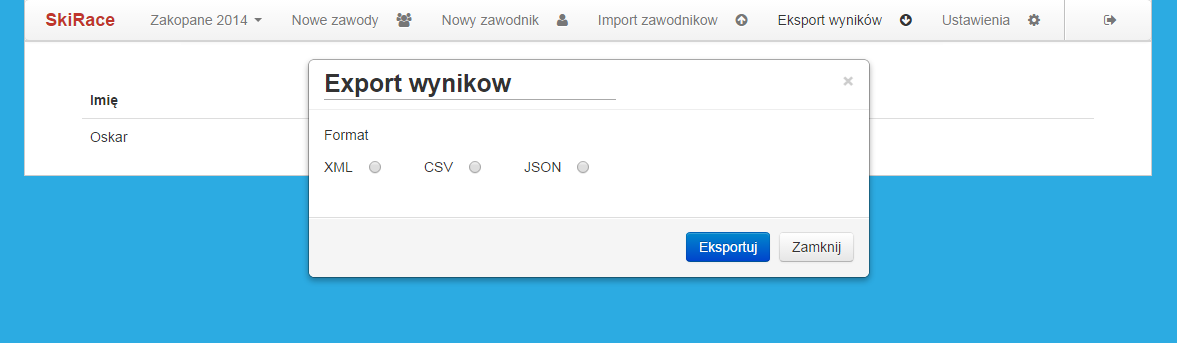 SkiRace Zakopane 2014 Nowe zawody Nowy zawodnik Import zawodnikow Eksport wyników Ustawienia
Export wynikow ×
Imię
Format
Oskar
XML CSV JSON
Eksportuj Zamknij